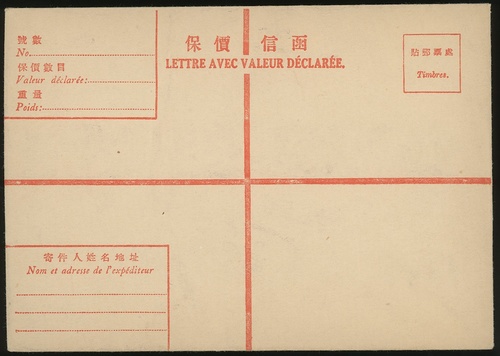 號數
No.
保價數目
Valeur déclarée:
重量
Poids:
保價信函
LETTRE AVEC VALEUR DÉCLARÉE.
貼郵票處
Timbres.
寄件人姓名地址
Nom et adresse de l'expéditeur